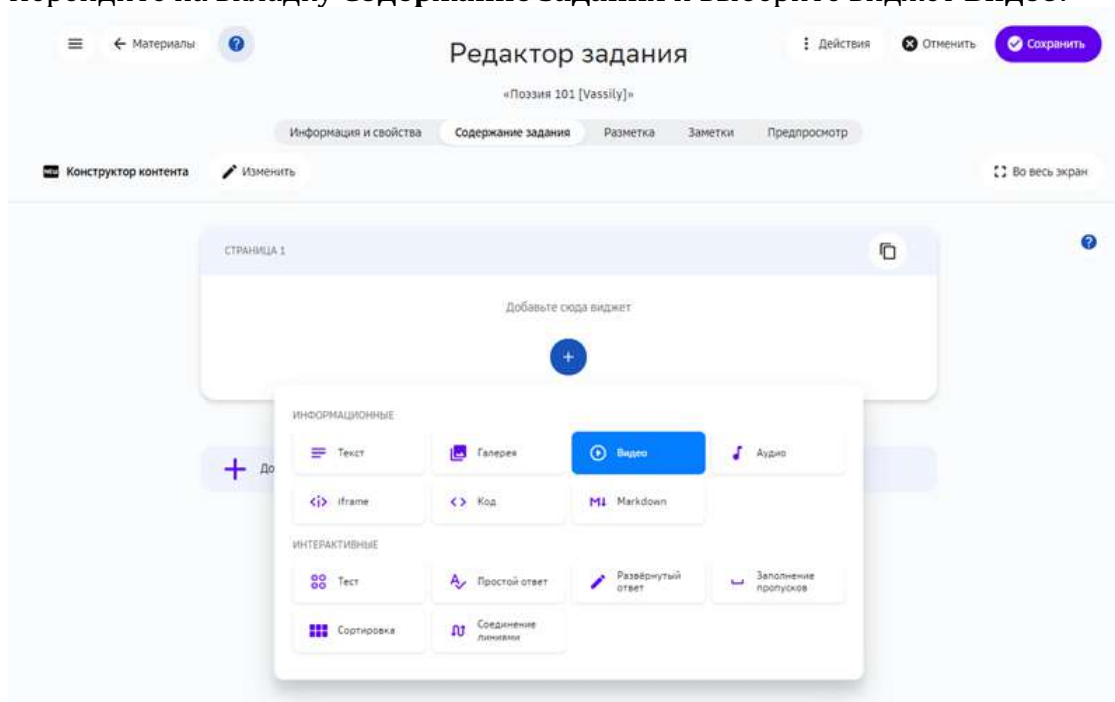 Перейдите на вкладку Содержание задания и выберите виджет Видео.
Материалы
?
Редактор задания
Действия
Отменить
Сохранить
«Поэзия 101 [Vassily]»
Информация и свойства
Содержание задания
Разметка
Заметки
Предпросмотр
NEW Конструктор контента
Изменить
Во весь экран
СТРАНИЦА 1
?
Добавьте сюда виджет
+
ИНФОРМАЦИОННЫЕ
Текст
Галерея
Видео
Аудио
До
<i> iframe
<> Код
M↓ Markdown
ИНТЕРАКТИВНЫЕ
Тест
Простой ответ
Развёрнутый
ответ
Заполнение
пропусков
Сортировка
Соединение
линиями